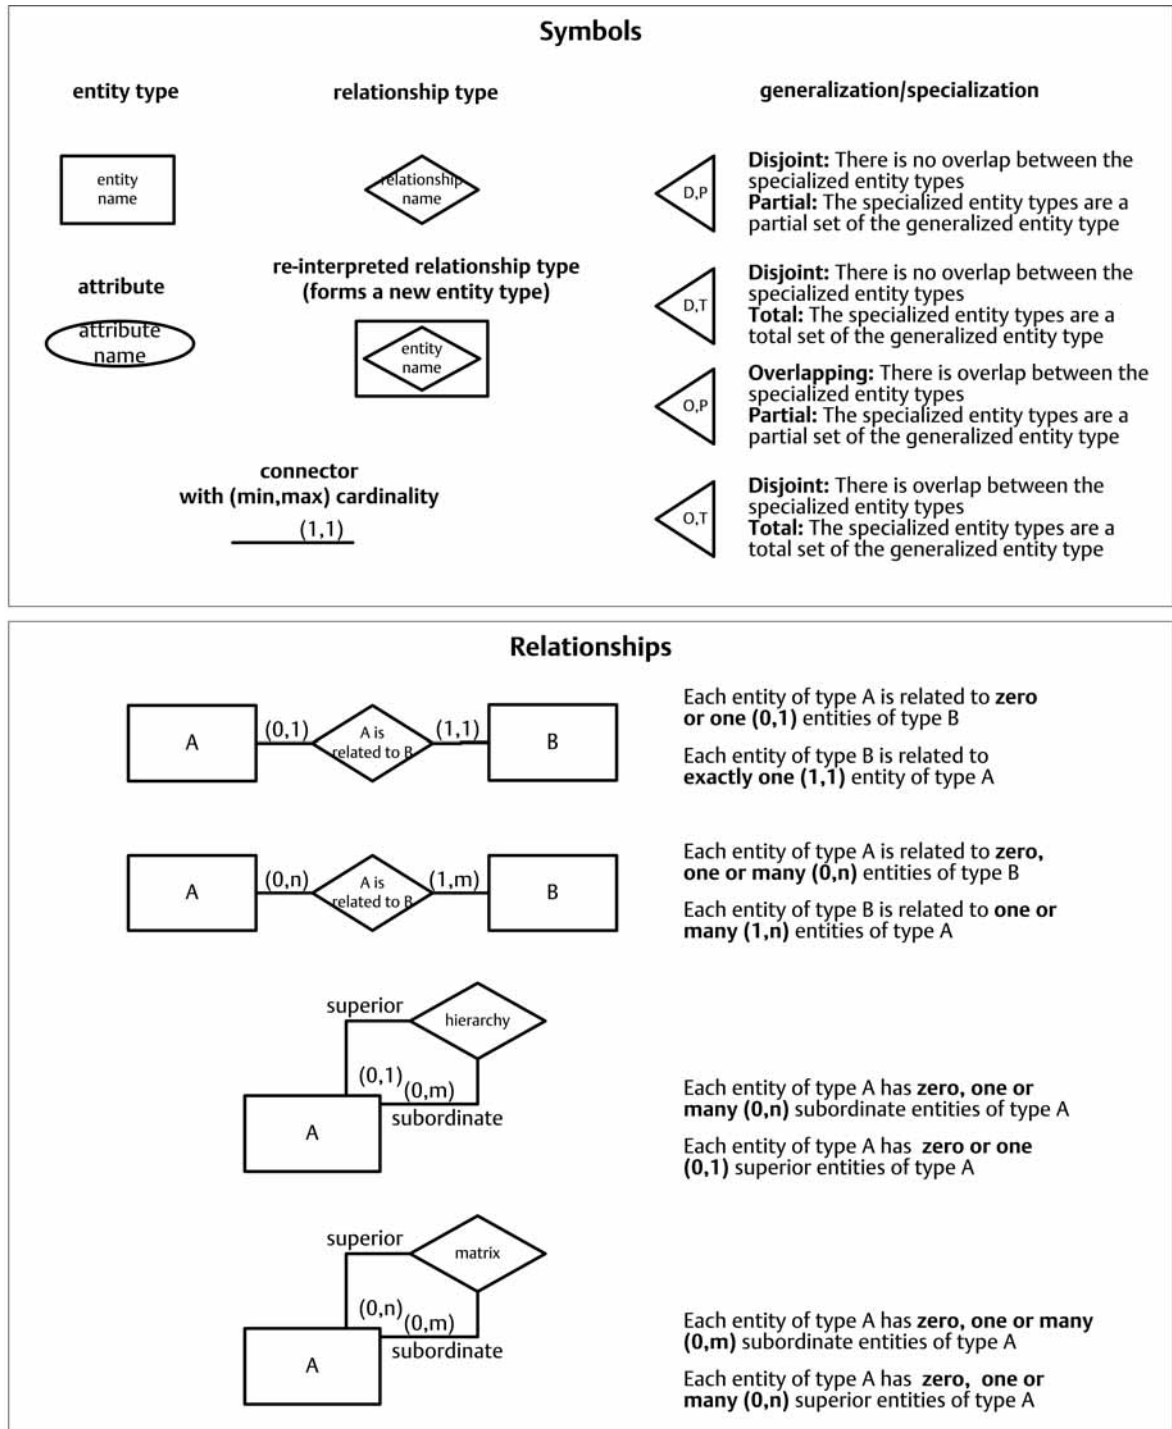 Symbols
entity type
relationship type
generalization/specialization
entity
name
relationship
name
D,P
Disjoint: There is no overlap between the
specialized entity types
Partial: The specialized entity types are a
partial set of the generalized entity type
attribute
attribute
name
re-interpreted relationship type
(forms a new entity type)
entity
name
D,T
Disjoint: There is no overlap between the
specialized entity types
Total: The specialized entity types are a
total set of the generalized entity type
O,P
Overlapping: There is overlap between the
specialized entity types
Partial: The specialized entity types are a
partial set of the generalized entity type
connector
with (min,max) cardinality
(1,1)
O,T
Disjoint: There is overlap between the
specialized entity types
Total: The specialized entity types are a
total set of the generalized entity type
Relationships
A
(0,1)
A is
related to B
(1,1)
B
Each entity of type A is related to zero
or one (0,1) entities of type B
Each entity of type B is related to
exactly one (1,1) entity of type A
A
(0,n)
A is
related to B
(1,m)
B
Each entity of type A is related to zero,
one or many (0,n) entities of type B
Each entity of type B is related to one or
many (1,n) entities of type A
superior
hierarchy
(0,1)
(0,m)
subordinate
A
Each entity of type A has zero, one or
many (0,n) subordinate entities of type A
Each entity of type A has zero or one
(0,1) superior entities of type A
superior
matrix
(0,n)
(0,m)
subordinate
A
Each entity of type A has zero, one or many
(0,m) subordinate entities of type A
Each entity of type A has zero, one or
many (0,n) superior entities of type A